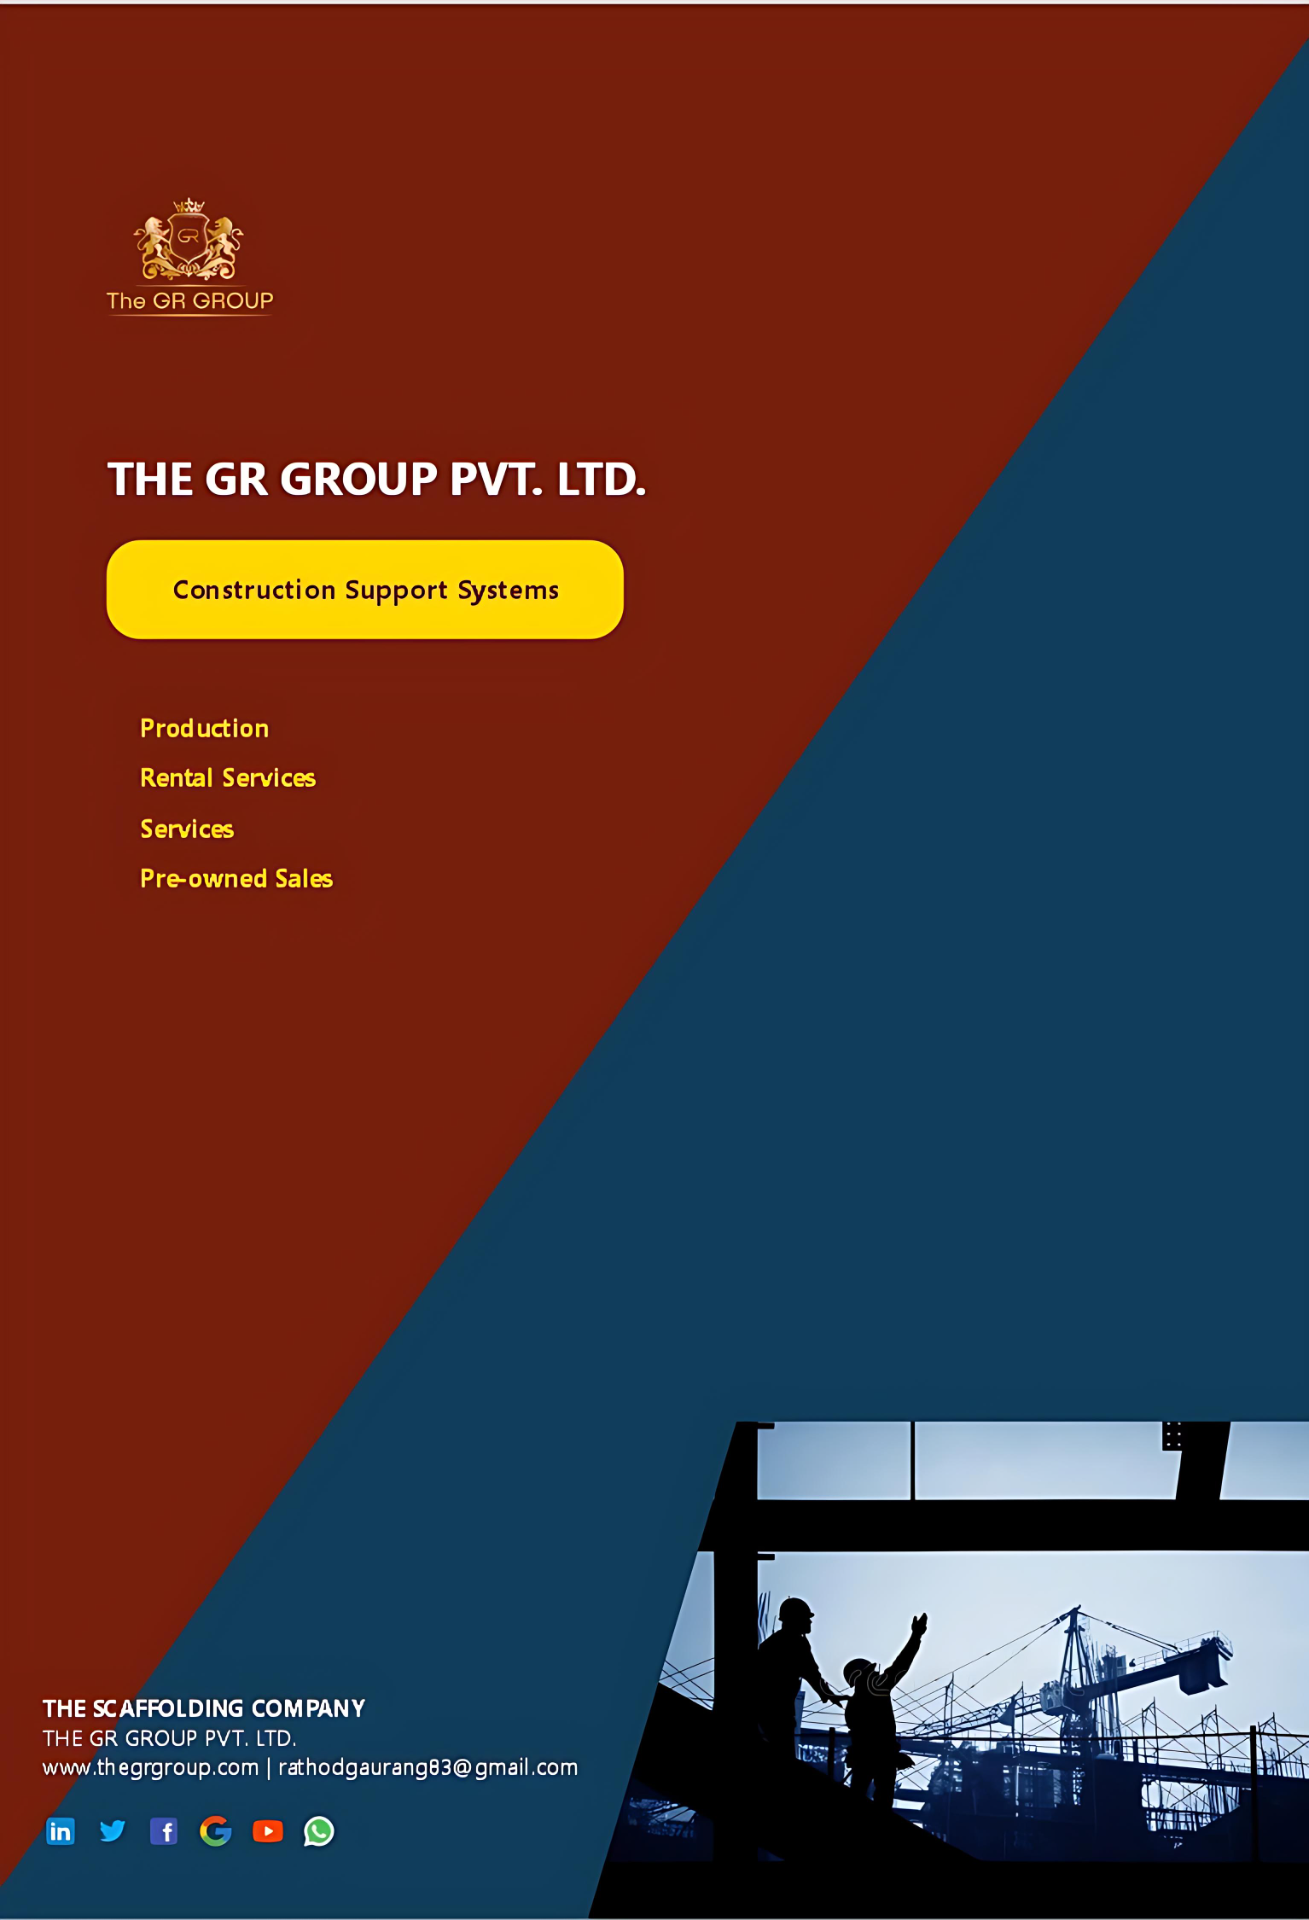 GR
The GR GROUP
THE GR GROUP PVT. LTD.
Construction Support Systems
Production
Rental Services
Services
Pre-owned Sales
THE SCAFFOLDING COMPANY
THE GR GROUP PVT. LTD.
www.thegrgroup.com | rathodgaurang83@gmail.com